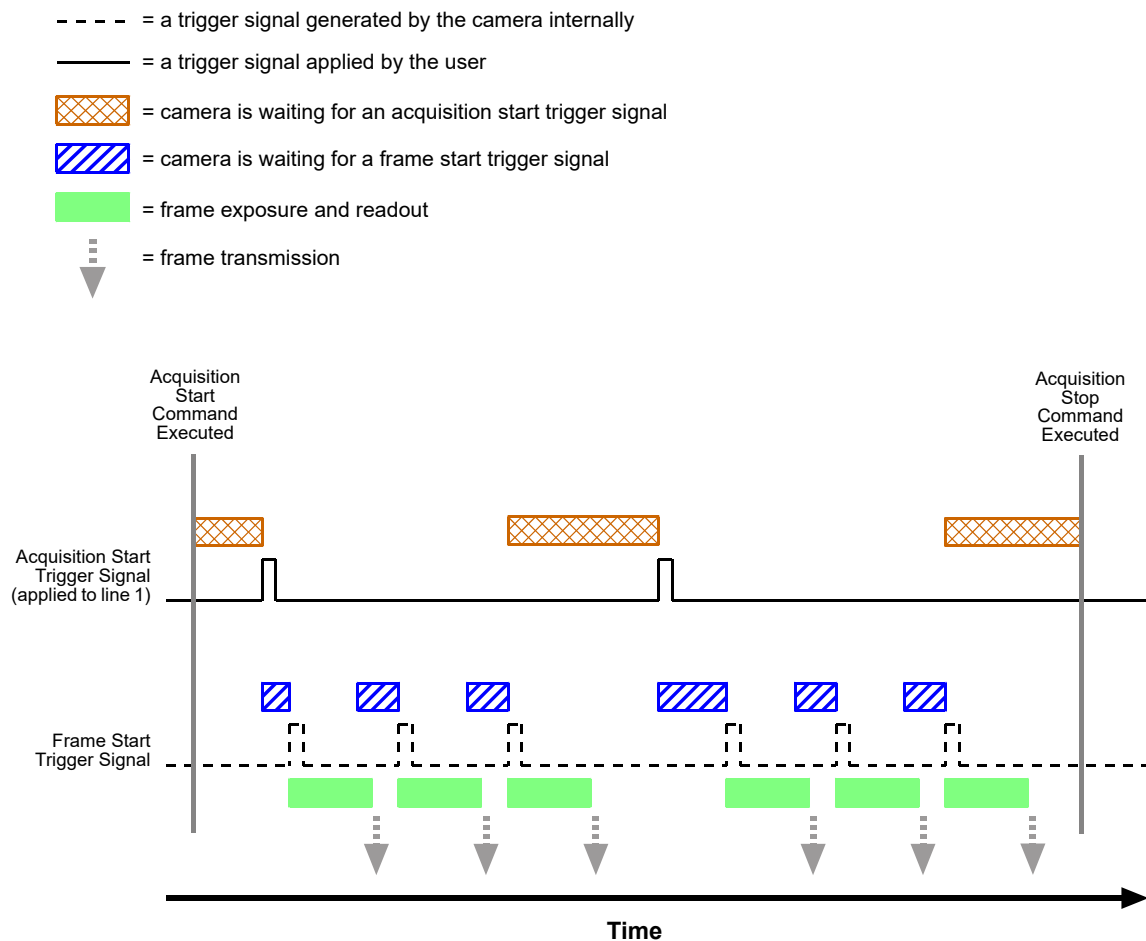 = a trigger signal generated by the camera internally
= a trigger signal applied by the user
= camera is waiting for an acquisition start trigger signal
= camera is waiting for a frame start trigger signal
= frame exposure and readout
= frame transmission
Acquisition
Start
Command
Executed
Acquisition
Stop
Command
Executed
Acquisition Start
Trigger Signal
(applied to line 1)
Frame Start
Trigger Signal
Time